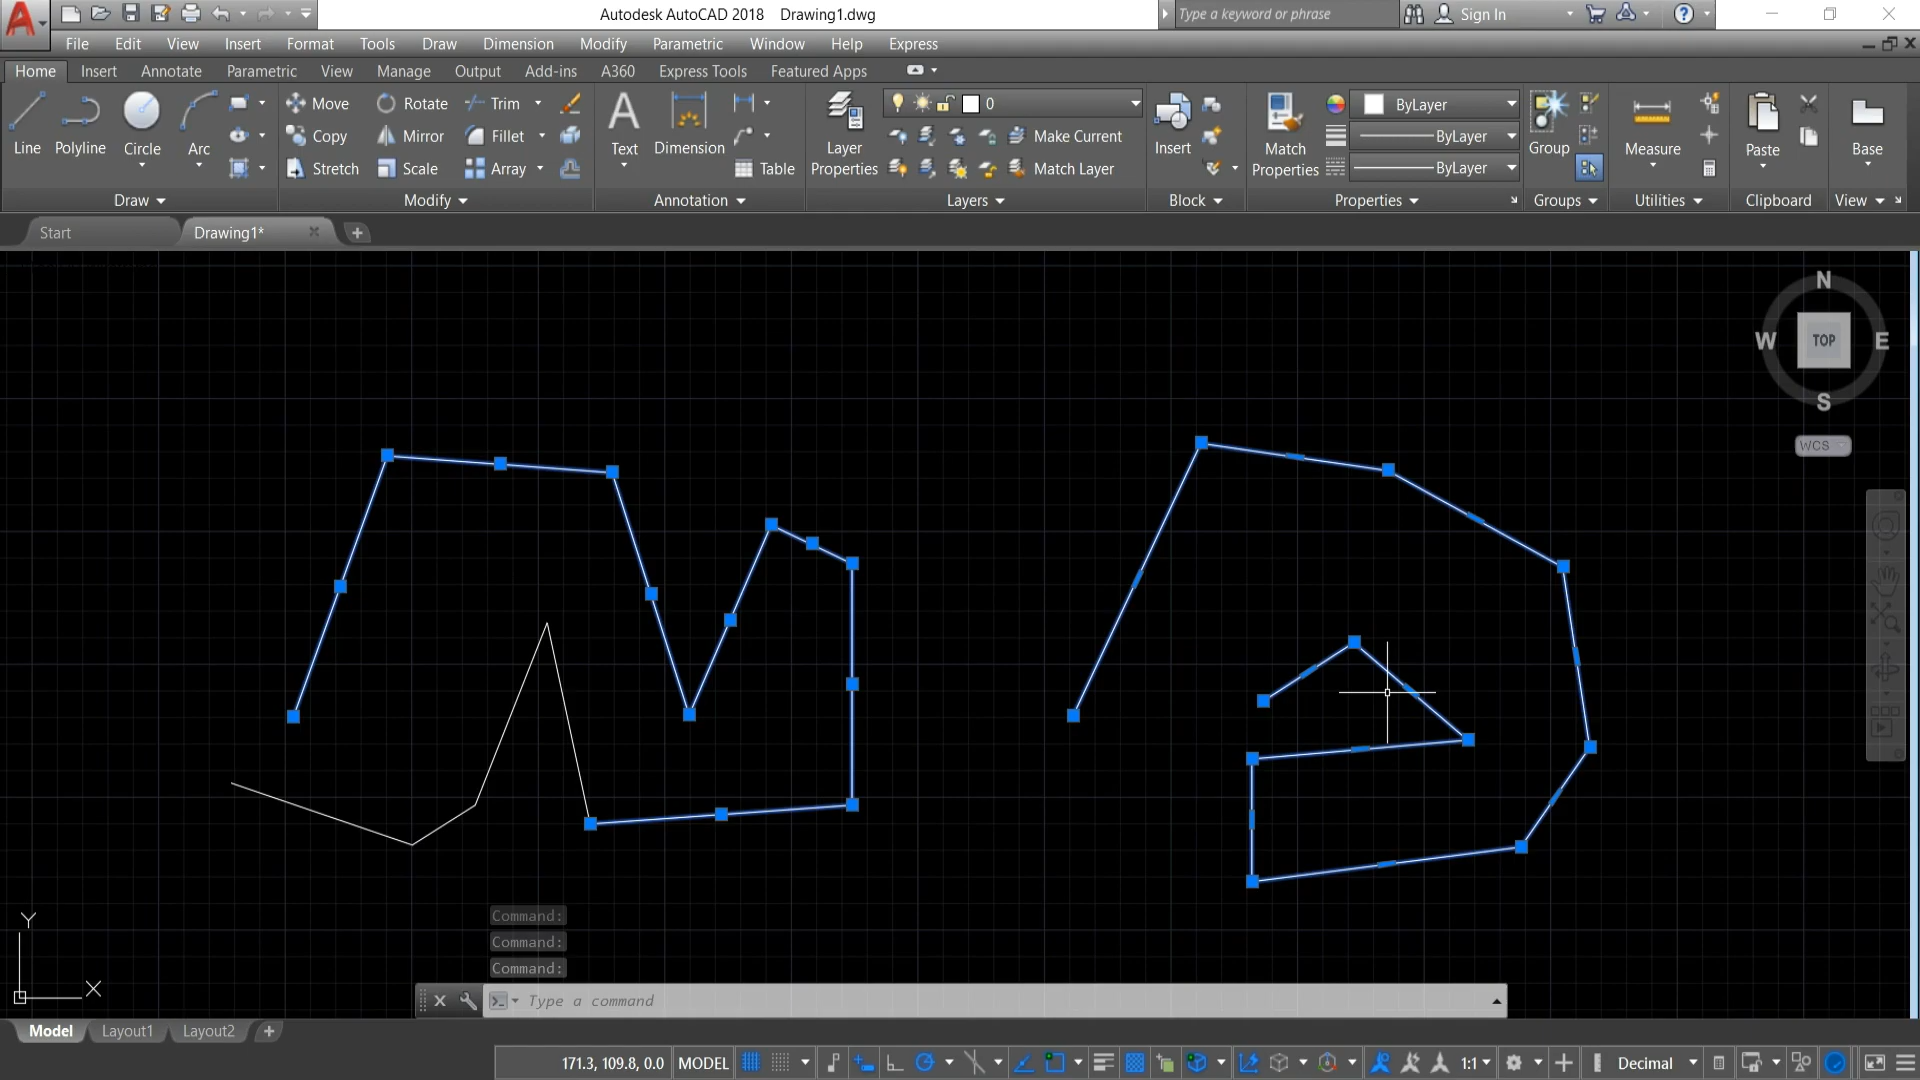 Autodesk AutoCAD 2018 Drawing1.dwg
Type a keyword or phrase
Sign In
File Edit View Insert Format Tools Draw Dimension Modify Parametric Window Help Express
Home Insert Annotate Parametric View Manage Output Add-ins A360 Express Tools Featured Apps
Line Polyline Circle Arc
Move Rotate Trim
Copy Mirror Fillet
Stretch Scale Array
Text Dimension Table
Layer Properties
0
Make Current
Match Layer
Insert
Match Properties
ByLayer
ByLayer
ByLayer
Group
Measure
Paste
Base
Draw Modify Annotation Layers Block Properties Groups Utilities Clipboard View
Start Drawing1*
N
W TOP E
S
WCS
Y
X
Command:
Command:
Command:
Type a command
Model Layout1 Layout2
171.3, 109.8, 0.0 MODEL 1:1 Decimal